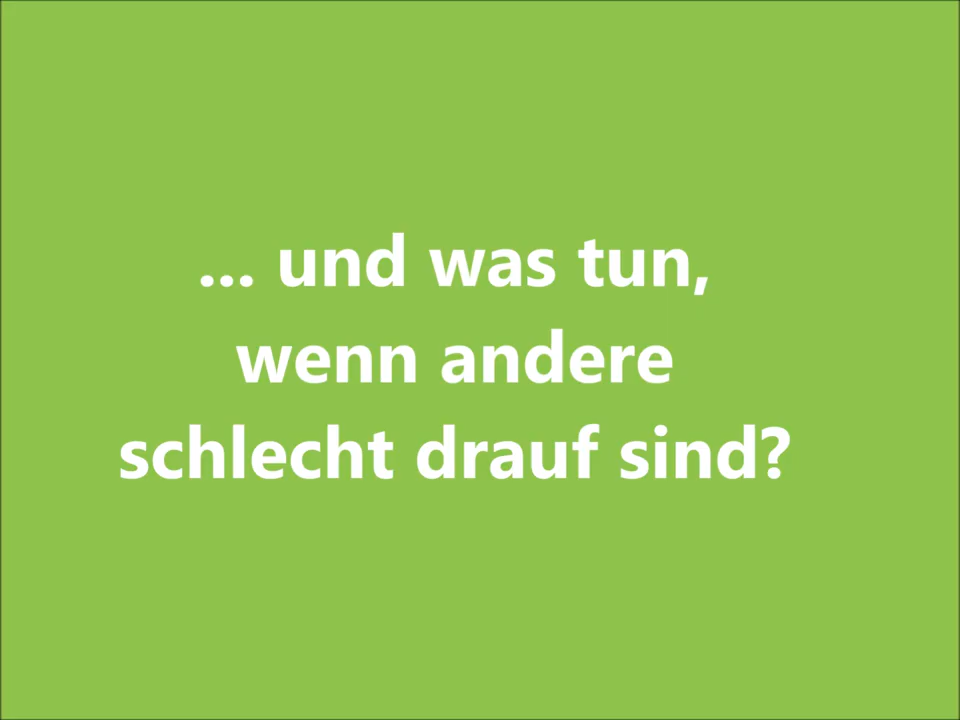 ... und was tun,
wenn andere
schlecht drauf sind?